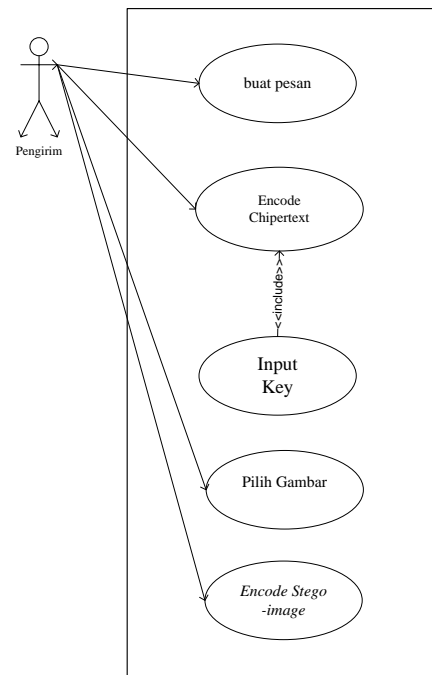 buat pesan
Pengirim
Encode
Chipertext
<<include>>
Input
Key
Pilih Gambar
Encode Stego
-image